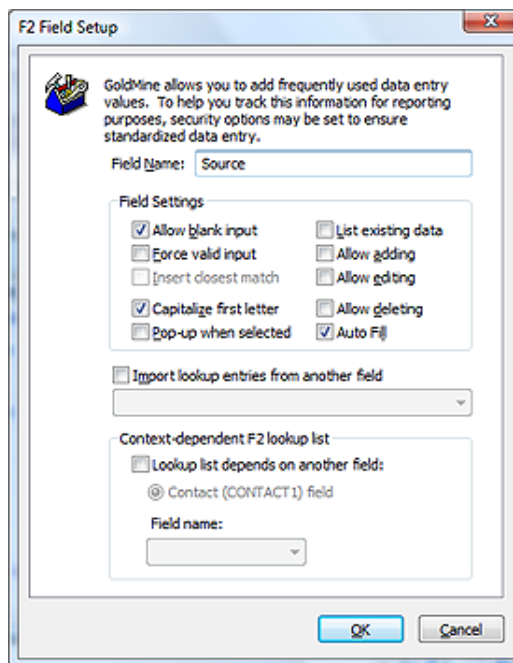 F2 Field Setup
GoldMine allows you to add frequently used data entry
values. To help you track this information for reporting
purposes, security options may be set to ensure
standardized data entry.
Field Name: Source
Field Settings
Allow blank input
List existing data
Force valid input
Allow adding
Insert closest match
Allow editing
Capitalize first letter
Allow deleting
Pop-up when selected
Auto Fill
Import lookup entries from another field
Context-dependent F2 lookup list
Lookup list depends on another field:
Contact (CONTACT1) field
Field name:
OK
Cancel